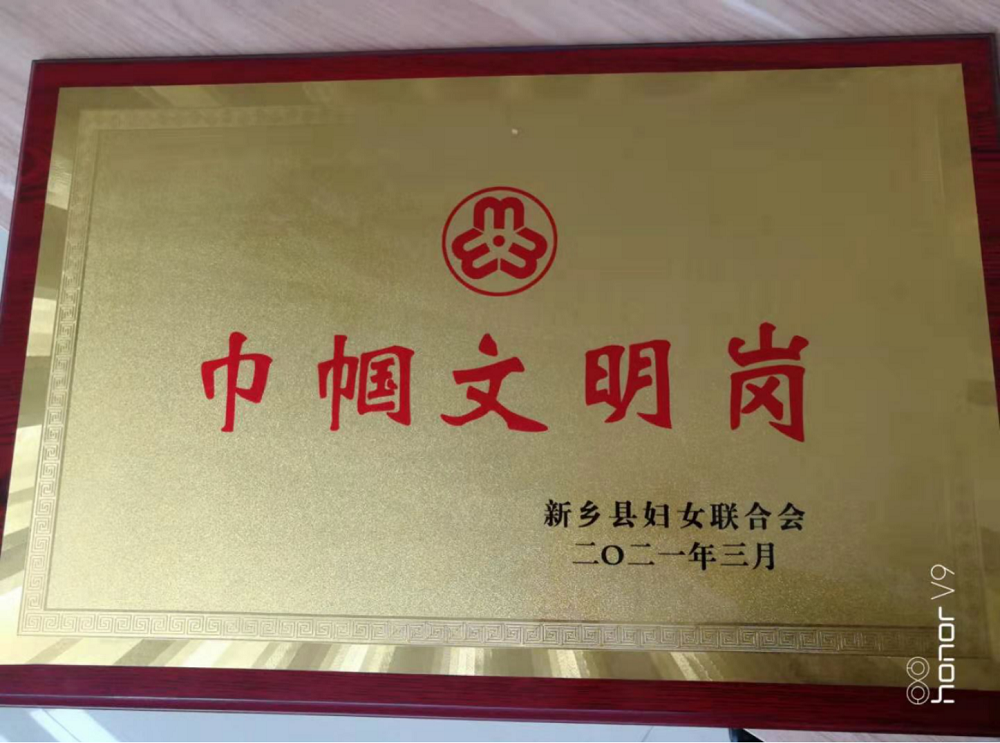 巾帼文明岗
新乡县妇女联合会
二〇二一年三月
honor V9